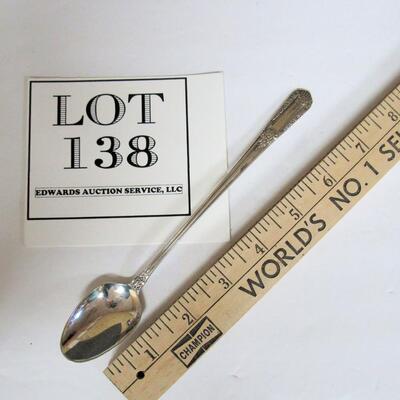 LOT
138
EDWARDS AUCTION SERVICE, LLC
1 2 3 4 5 6 7 8
CHAMPION
WORLD'S NO. 1 SEL